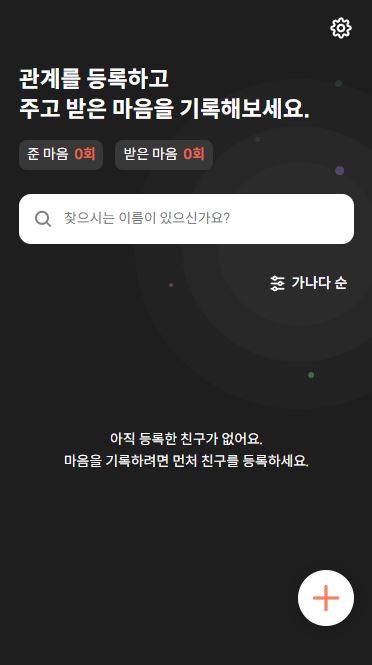 관계를 등록하고
주고 받은 마음을 기록해보세요.
준 마음 0회 받은 마음 0회
찾으시는 이름이 있으신가요?
가나다 순
아직 등록한 친구가 없어요.
마음을 기록하려면 먼저 친구를 등록하세요.